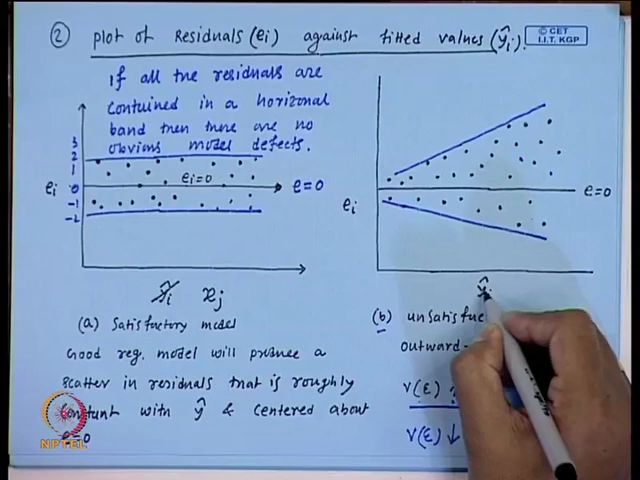 ② plot of Residuals (ei) against fitted values (ŷi).
© CET
I.I.T. KGP
If all the residuals are
contained in a horizonal
band then there are no
obvious model defects.
3
2
1
0
-1
-2
ei
ei=0
e=0
ŷi xj
(a) Satisfactory model
Good reg. model will produce a
scatter in residuals that is roughly
constant with ŷ & centered about
e=0
ei
e=0
ŷi
(b) unsatisfac
outward-
V(ε) ↑
V(ε) ↓
NPTEL